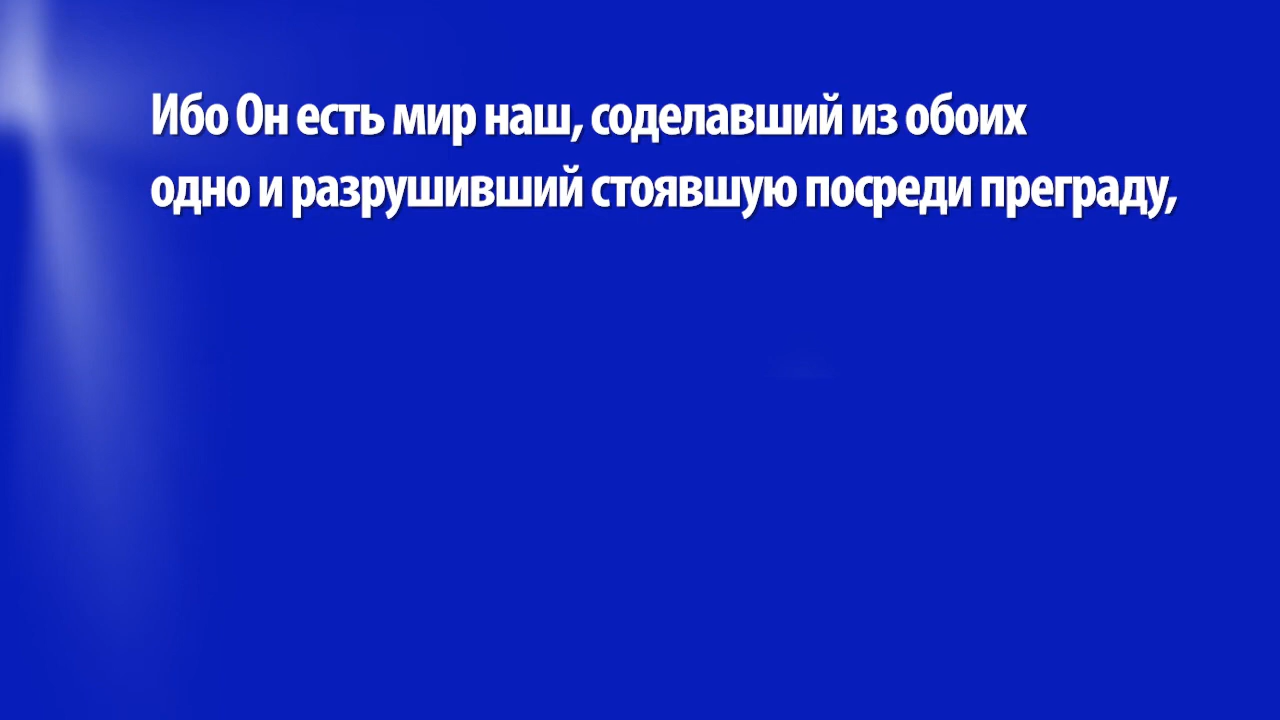 Ибо Он есть мир наш, соделавший из обоих
одно и разрушивший стоявшую посреди преграду,